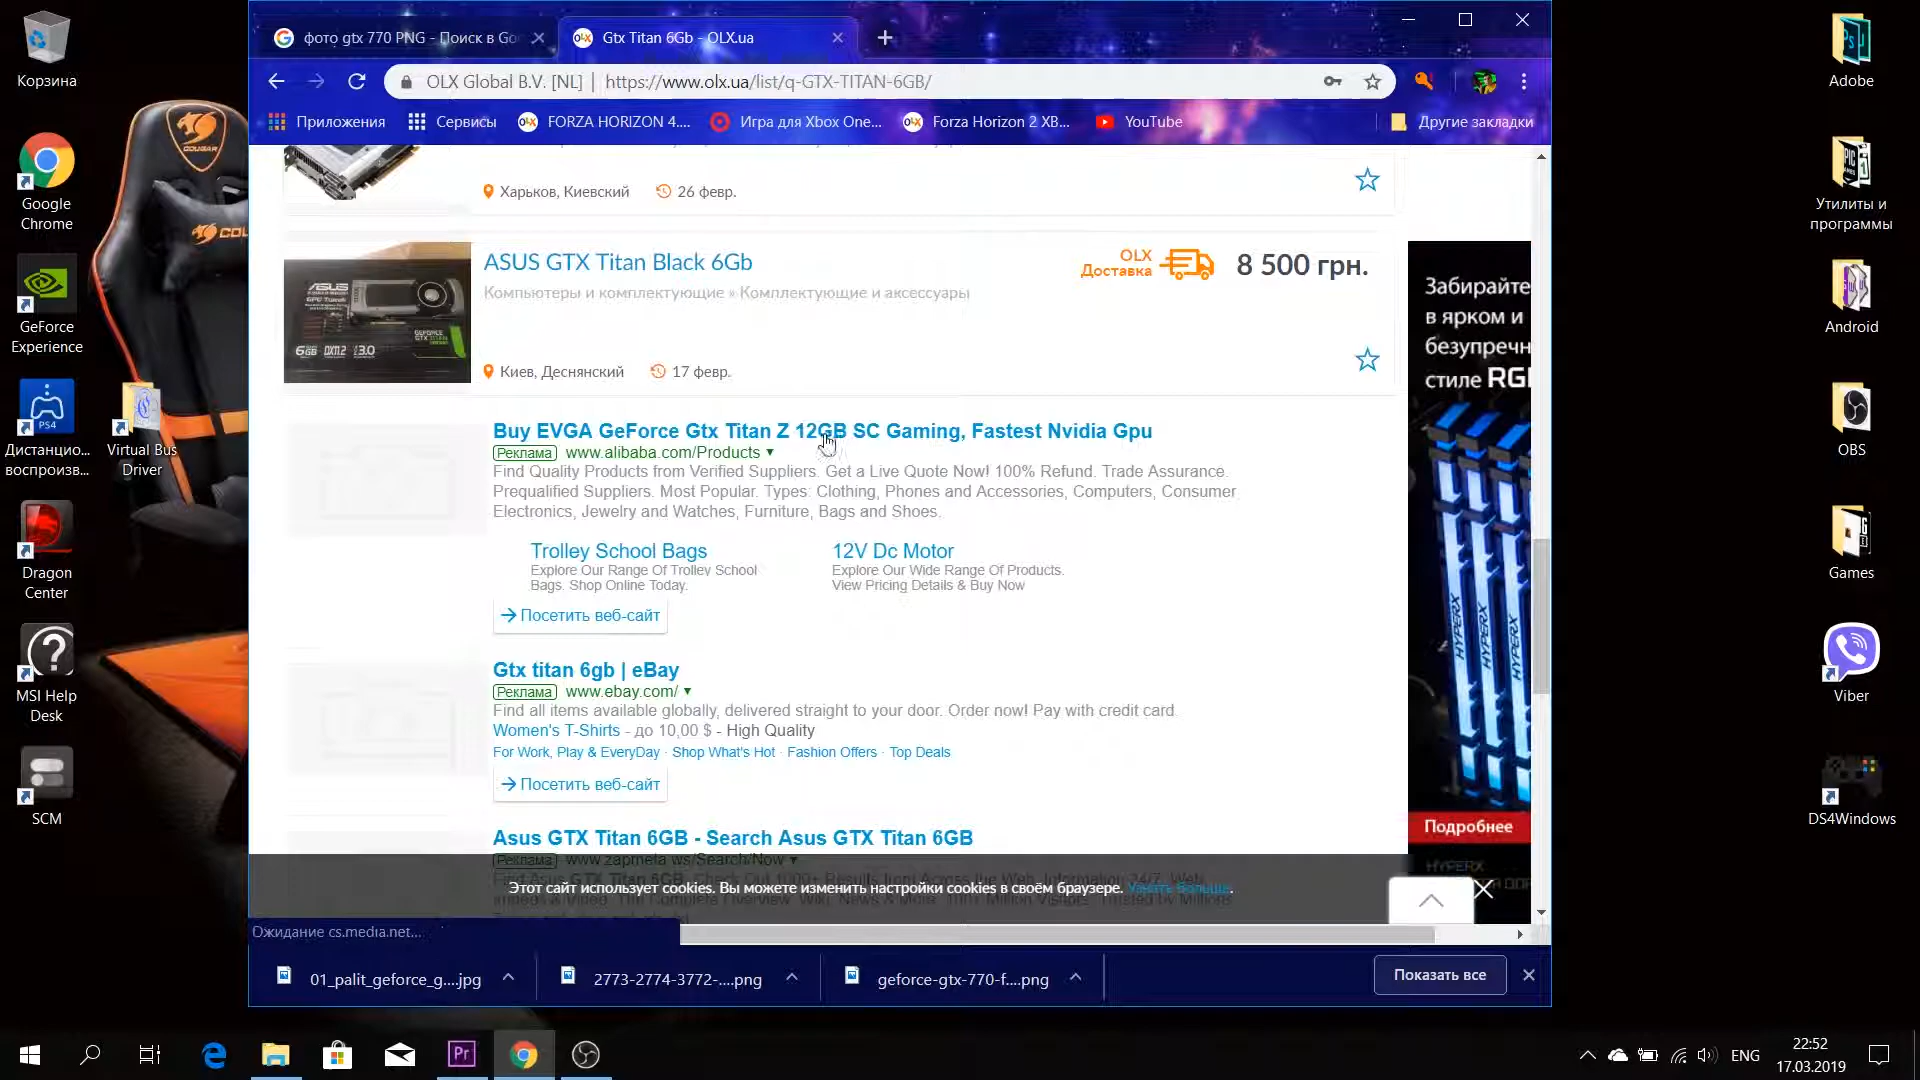 Корзина
Google
Chrome
GeForce
Experience
Дистанцио...
воспроизв...
Virtual Bus
Driver
Dragon
Center
MSI Help
Desk
SCM
фото gtx 770 PNG - Поиск в Go
Gtx Titan 6Gb - OLX.ua
OLX Global B.V. [NL] | https://www.olx.ua/list/q-GTX-TITAN-6GB/
Приложения
Сервисы
FORZA HORIZON 4....
Игра для Xbox One...
Forza Horizon 2 XB...
YouTube
Другие закладки
Харьков, Киевский
26 февр.
ASUS GTX Titan Black 6Gb
OLX
Доставка
8 500 грн.
Компьютеры и комплектующие » Комплектующие и аксессуары
Киев, Деснянский
17 февр.
Buy EVGA GeForce Gtx Titan Z 12GB SC Gaming, Fastest Nvidia Gpu
Реклама www.alibaba.com/Products
Find Quality Products from Verified Suppliers. Get a Live Quote Now! 100% Refund. Trade Assurance.
Prequalified Suppliers. Most Popular. Types: Clothing, Phones and Accessories, Computers, Consumer
Electronics, Jewelry and Watches, Furniture, Bags and Shoes.
Trolley School Bags
Explore Our Range Of Trolley School
Bags. Shop Online Today.
12V Dc Motor
Explore Our Wide Range Of Products.
View Pricing Details & Buy Now
Посетить веб-сайт
Gtx titan 6gb | eBay
Реклама www.ebay.com/
Find all items available globally, delivered straight to your door. Order now! Pay with credit card.
Women's T-Shirts - до 10,00 $ - High Quality
For Work, Play & EveryDay · Shop What's Hot · Fashion Offers · Top Deals
Посетить веб-сайт
Asus GTX Titan 6GB - Search Asus GTX Titan 6GB
Реклама www.zapmeta.ws/Search/Now
Этот сайт использует cookies. Вы можете изменить настройки cookies в своём браузере. Узнать больше.
Забирайте
в ярком и
безупречн
стиле RGB
HYPERX
HYPERX
HYPERX
Подробнее
HYPERX
Ожидание cs.media.net...
01_palit_geforce_g....jpg
2773-2774-3772-....png
geforce-gtx-770-f....png
Показать все
Adobe
Утилиты и
программы
Android
OBS
Games
Viber
DS4Windows
ENG
22:52
17.03.2019